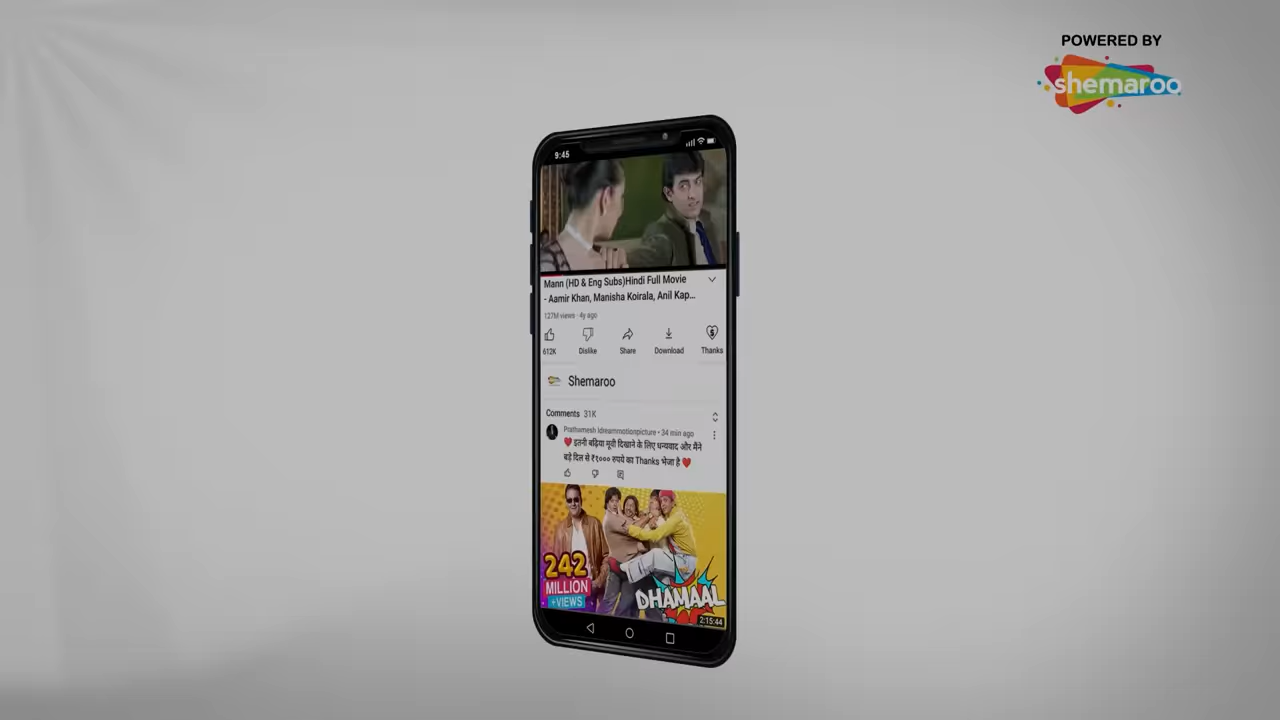 POWERED BY
shemaroo
9:45
Mann (HD & Eng Subs)Hindi Full Movie
- Aamir Khan, Manisha Koirala, Anil Kap...
127M views · 4y ago
612K
Dislike
Share
Download
Thanks
Shemaroo
Comments 31K
Prathamesh Idreammotionpicture • 34 min ago
❤️ इतनी बढ़िया मूवी दिखाने के लिए धन्यवाद और मैंने
बड़े दिल से ₹१००० रुपये का Thanks भेजा है ❤️
242
MILLION
+VIEWS
DHAMAAL
2:15:44